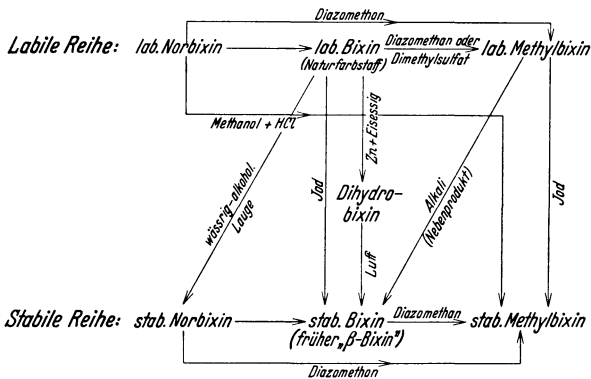 Diazomethan
Labile Reihe: lab. Norbixin lab. Bixin Diazomethan oder lab. Methylbixin
(Naturfarbstoff) Dimethylsulfat
Methanol + HCl
Zn + Eisessig
wässrig-alkohol.
Lauge
Jod
Dihydro-
bixin
Alkali
(Nebenprodukt)
Jod
Luft
Stabile Reihe: stab. Norbixin stab. Bixin Diazomethan stab. Methylbixin
(früher „β-Bixin")
Diazomethan